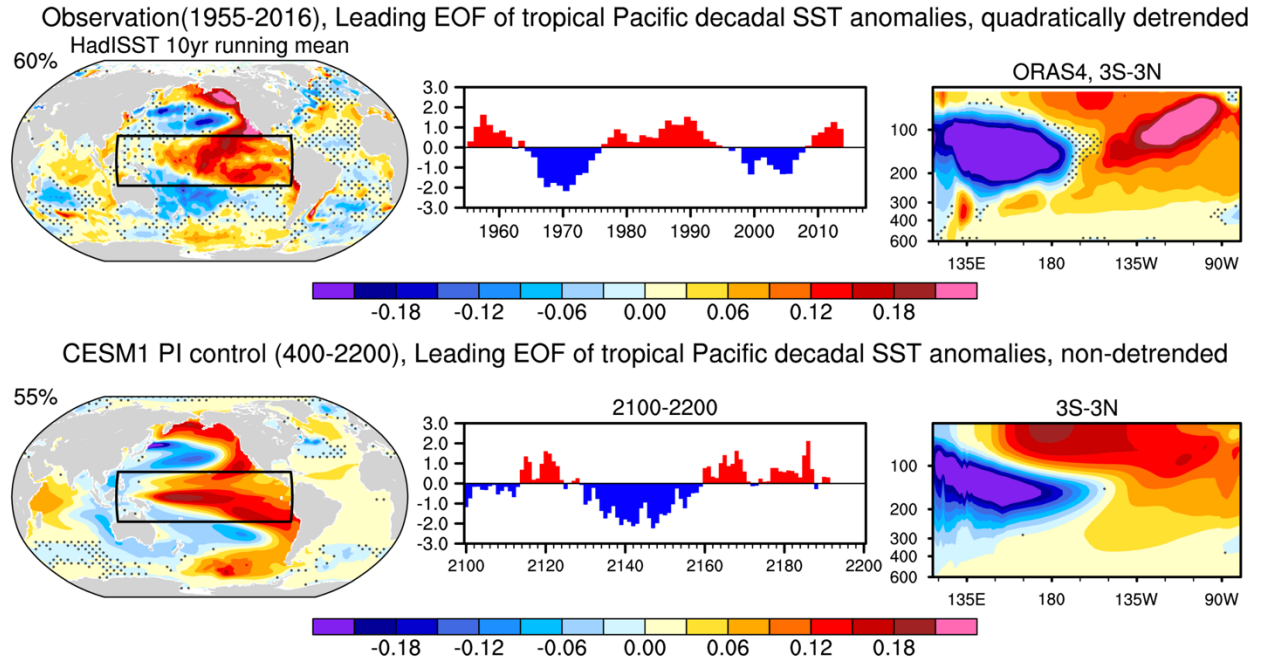 Observation(1955-2016), Leading EOF of tropical Pacific decadal SST anomalies, quadratically detrended
60%
HadISST 10yr running mean
ORAS4, 3S-3N
3.0
2.0
1.0
0.0
-1.0
-2.0
-3.0
1960 1970 1980 1990 2000 2010
100
200
300
400
600
135E 180 135W 90W
-0.18 -0.12 -0.06 0.00 0.06 0.12 0.18
CESM1 PI control (400-2200), Leading EOF of tropical Pacific decadal SST anomalies, non-detrended
55%
2100-2200
3S-3N
3.0
2.0
1.0
0.0
-1.0
-2.0
-3.0
2100 2120 2140 2160 2180 2200
100
200
300
400
600
135E 180 135W 90W
-0.18 -0.12 -0.06 0.00 0.06 0.12 0.18